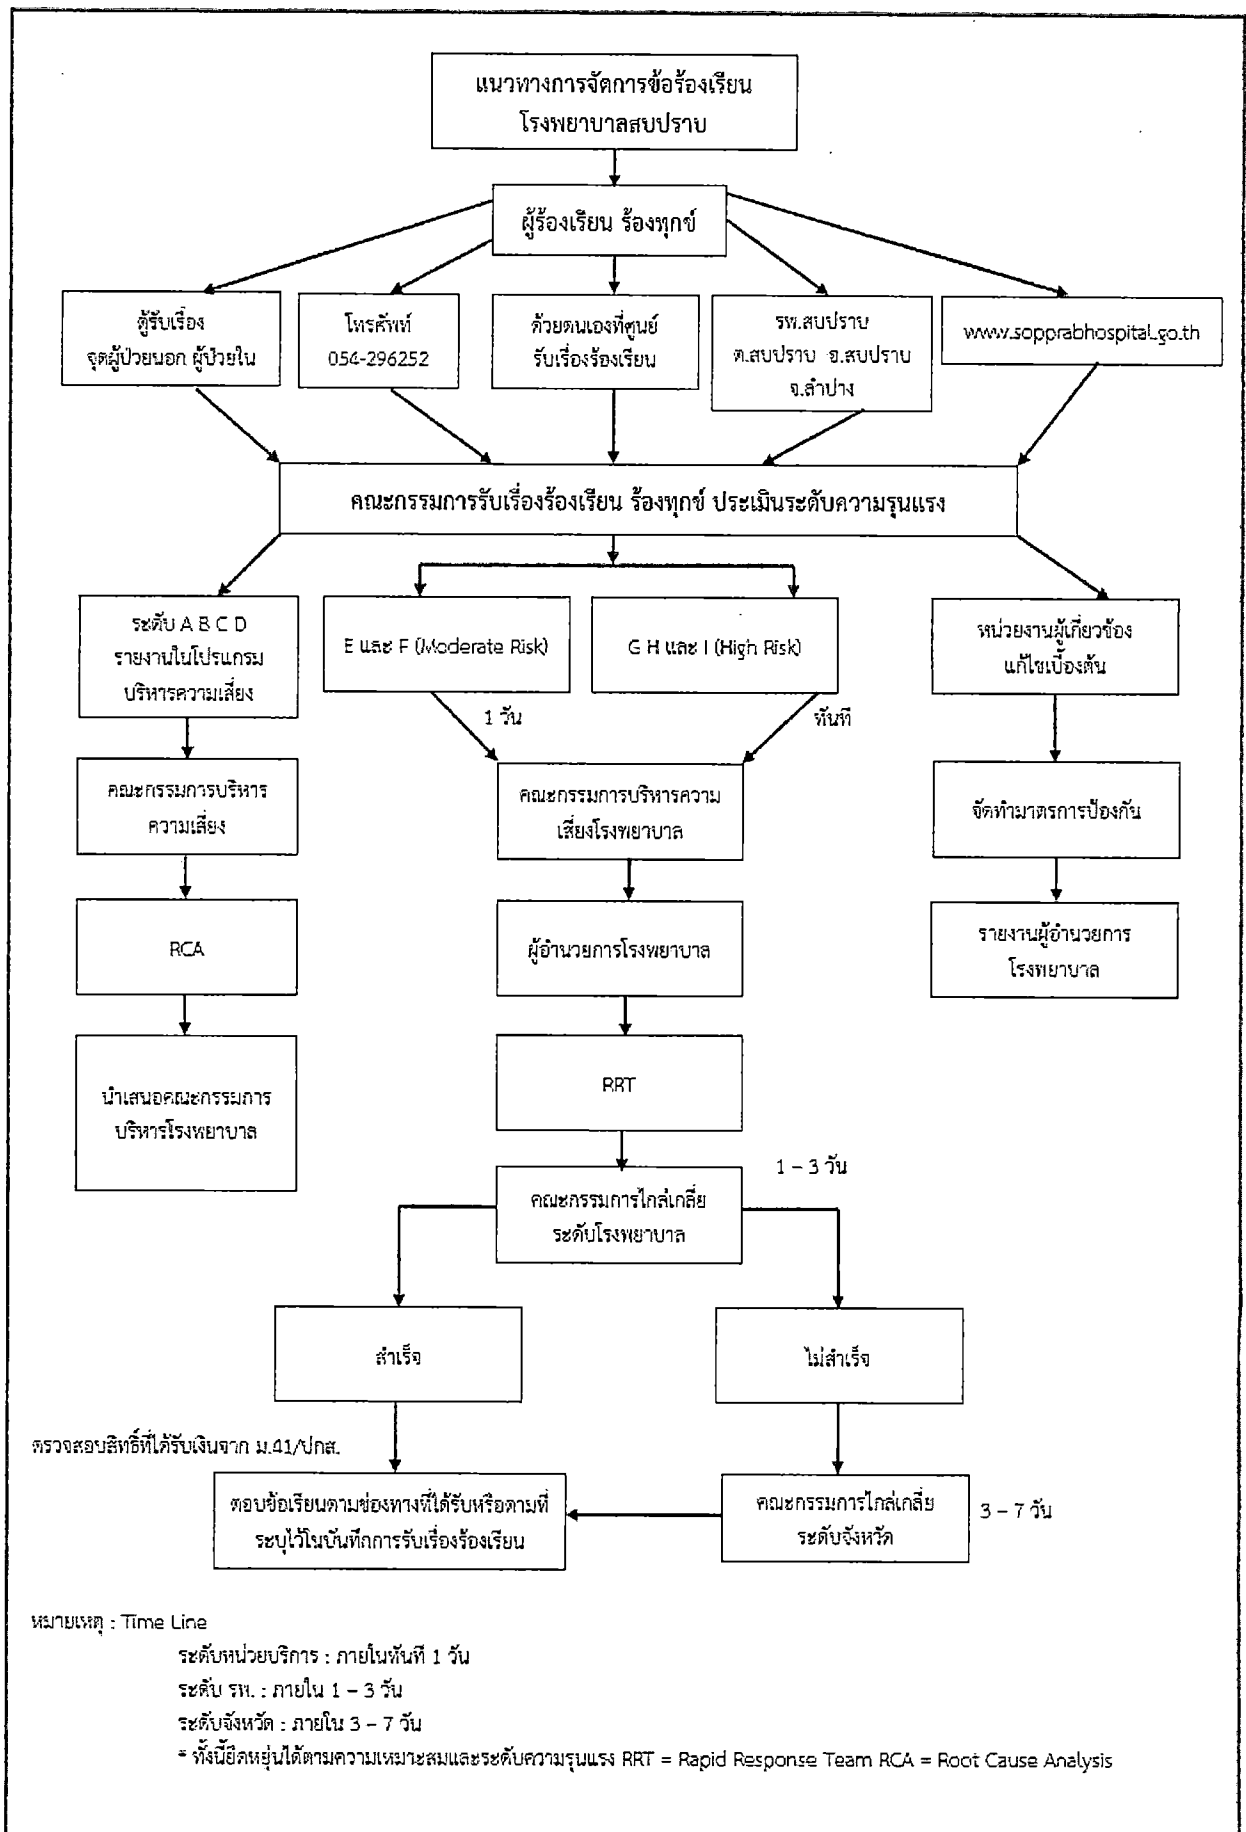 แนวทางการจัดการข้อร้องเรียน
โรงพยาบาลสบปราบ
ผู้ร้องเรียน ร้องทุกข์
ตู้รับเรื่อง
จุดผู้ป่วยนอก ผู้ป่วยใน
โทรศัพท์
054-296252
ด้วยตนเองที่ศูนย์
รับเรื่องร้องเรียน
รพ.สบปราบ
ต.สบปราบ อ.สบปราบ
จ.ลำปาง
www.sopprabhospital.go.th
คณะกรรมการรับเรื่องร้องเรียน ร้องทุกข์ ประเมินระดับความรุนแรง
ระดับ A B C D
รายงานในโปรแกรม
บริหารความเสี่ยง
E และ F (Moderate Risk)
G H และ I (High Risk)
หน่วยงานผู้เกี่ยวข้อง
แก้ไขเบื้องต้น
1 วัน
ทันที
คณะกรรมการบริหาร
ความเสี่ยง
คณะกรรมการบริหารความ
เสี่ยงโรงพยาบาล
จัดทำมาตรการป้องกัน
RCA
ผู้อำนวยการโรงพยาบาล
รายงานผู้อำนวยการ
โรงพยาบาล
นำเสนอคณะกรรมการ
บริหารโรงพยาบาล
RRT
1 – 3 วัน
คณะกรรมการไกล่เกลี่ย
ระดับโรงพยาบาล
สำเร็จ
ไม่สำเร็จ
ตรวจสอบสิทธิ์ที่ได้รับเงินจาก ม.41/ปกส.
ตอบข้อเรียนตามช่องทางที่ได้รับหรือตามที่
ระบุไว้ในบันทึกการรับเรื่องร้องเรียน
คณะกรรมการไกล่เกลี่ย
ระดับจังหวัด
3 – 7 วัน
หมายเหตุ : Time Line
ระดับหน่วยบริการ : ภายในทันที 1 วัน
ระดับ รพ. : ภายใน 1 – 3 วัน
ระดับจังหวัด : ภายใน 3 – 7 วัน
* ทั้งนี้ยืดหยุ่นได้ตามความเหมาะสมและระดับความรุนแรง RRT = Rapid Response Team RCA = Root Cause Analysis